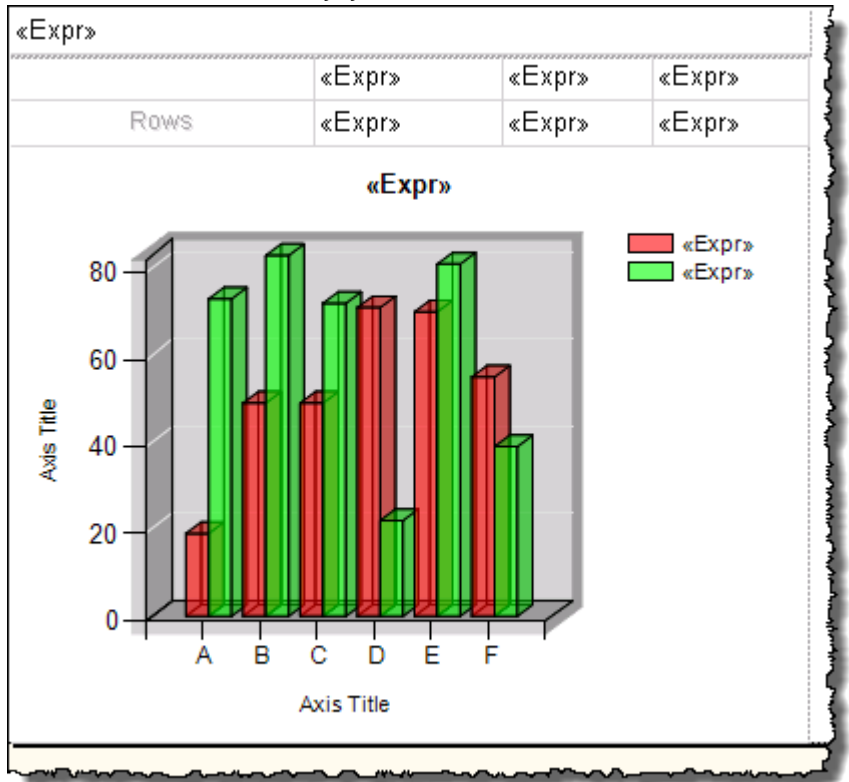 «Expr»
«Expr» «Expr» «Expr»
Rows «Expr» «Expr» «Expr»
«Expr»
«Expr»
«Expr»
80
60
40
20
0
Axis Title
A B C D E F
Axis Title